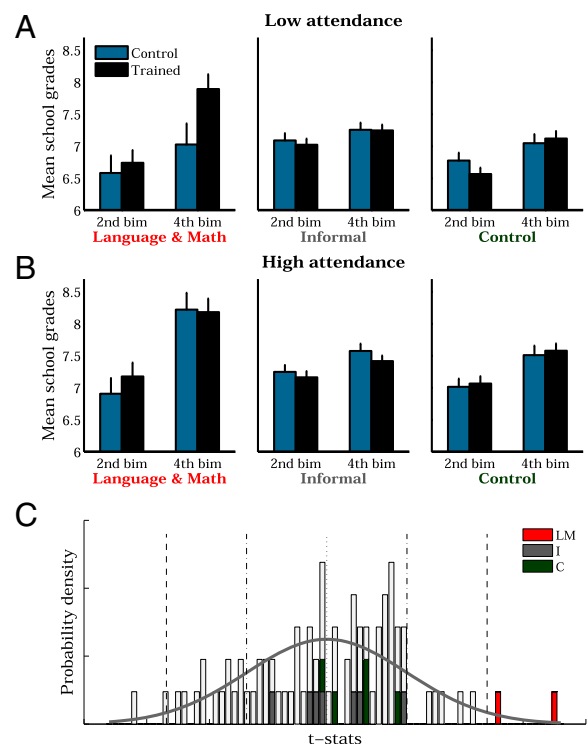 A
Low attendance
Mean school grades
8.5
8
7.5
7
6.5
6
Control
Trained
2nd bim 4th bim
Language & Math
2nd bim 4th bim
Informal
2nd bim 4th bim
Control
B
High attendance
Mean school grades
8.5
8
7.5
7
6.5
6
2nd bim 4th bim
Language & Math
2nd bim 4th bim
Informal
2nd bim 4th bim
Control
C
Probability density
LM
I
C
t-stats